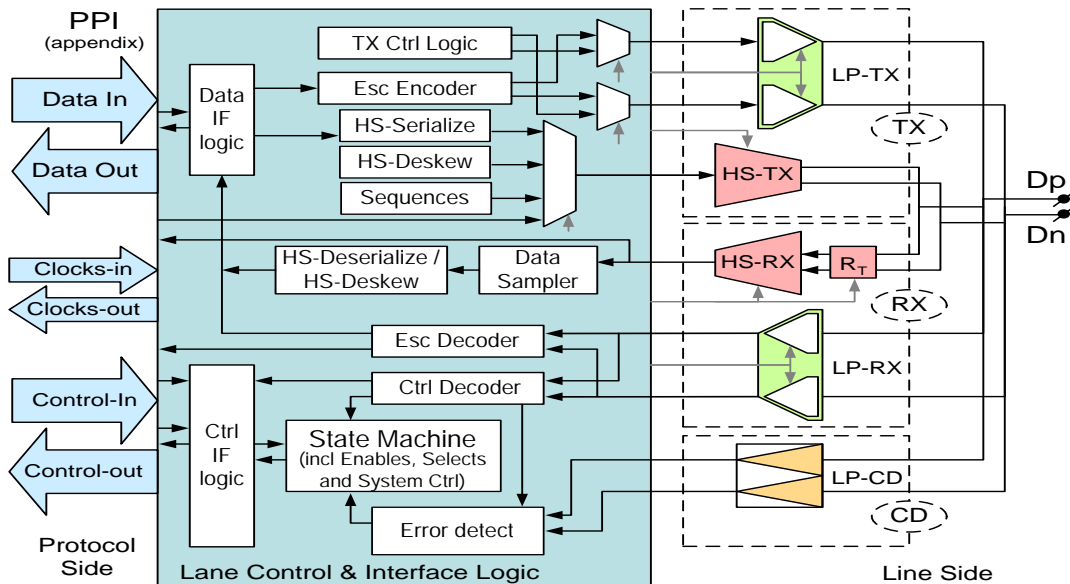 PPI
(appendix)
Data In
Data Out
Clocks-in
Clocks-out
Control-In
Control-out
Protocol
Side
Data
IF
logic
TX Ctrl Logic
Esc Encoder
HS-Serialize
HS-Deskew
Sequences
HS-Deserialize /
HS-Deskew
Data
Sampler
Esc Decoder
Ctrl Decoder
Ctrl
IF
logic
State Machine
(incl Enables, Selects
and System Ctrl)
Error detect
Lane Control & Interface Logic
LP-TX
TX
HS-TX
HS-RX
RT
RX
LP-RX
LP-CD
CD
Dp
Dn
Line Side